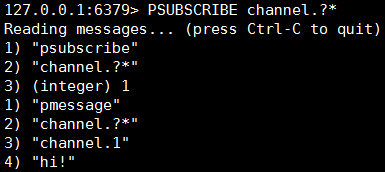 127.0.0.1:6379> PSUBSCRIBE channel.?*
Reading messages... (press Ctrl-C to quit)
1) "psubscribe"
2) "channel.?*"
3) (integer) 1
1) "pmessage"
2) "channel.?*"
3) "channel.1"
4) "hi!"